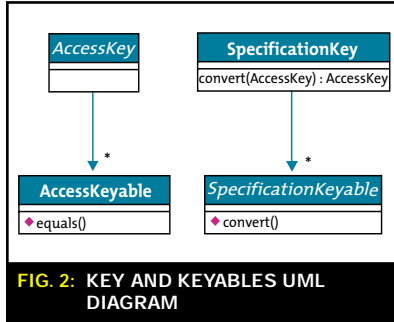 AccessKey
SpecificationKey
convert(AccessKey) : AccessKey
*
*
AccessKeyable
equals()
SpecificationKeyable
convert()
FIG. 2: KEY AND KEYABLES UML
DIAGRAM